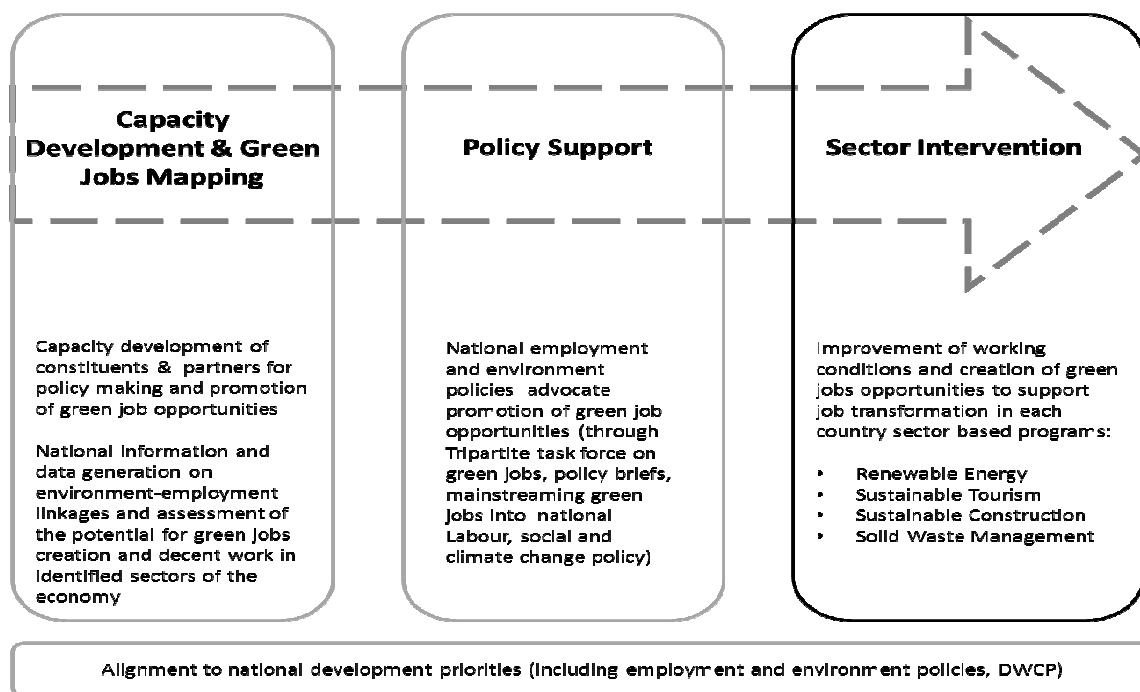 Capacity
Development & Green
Jobs Mapping
Policy Support
Sector Intervention
Capacity development of
constituents & partners for
policy making and promotion
of green job opportunities
National information and
data generation on
environment-employment
linkages and assessment of
the potential for green jobs
creation and decent work in
identified sectors of the
economy
National employment
and environment
policies advocate
promotion of green job
opportunities (through
Tripartite task force on
green jobs, policy briefs,
mainstreaming green
jobs into national
Labour, social and
climate change policy)
Improvement of working
conditions and creation of green
jobs opportunities to support
job transformation in each
country sector based programs:
• Renewable Energy
• Sustainable Tourism
• Sustainable Construction
• Solid Waste Management
Alignment to national development priorities (including employment and environment policies, DWCP)